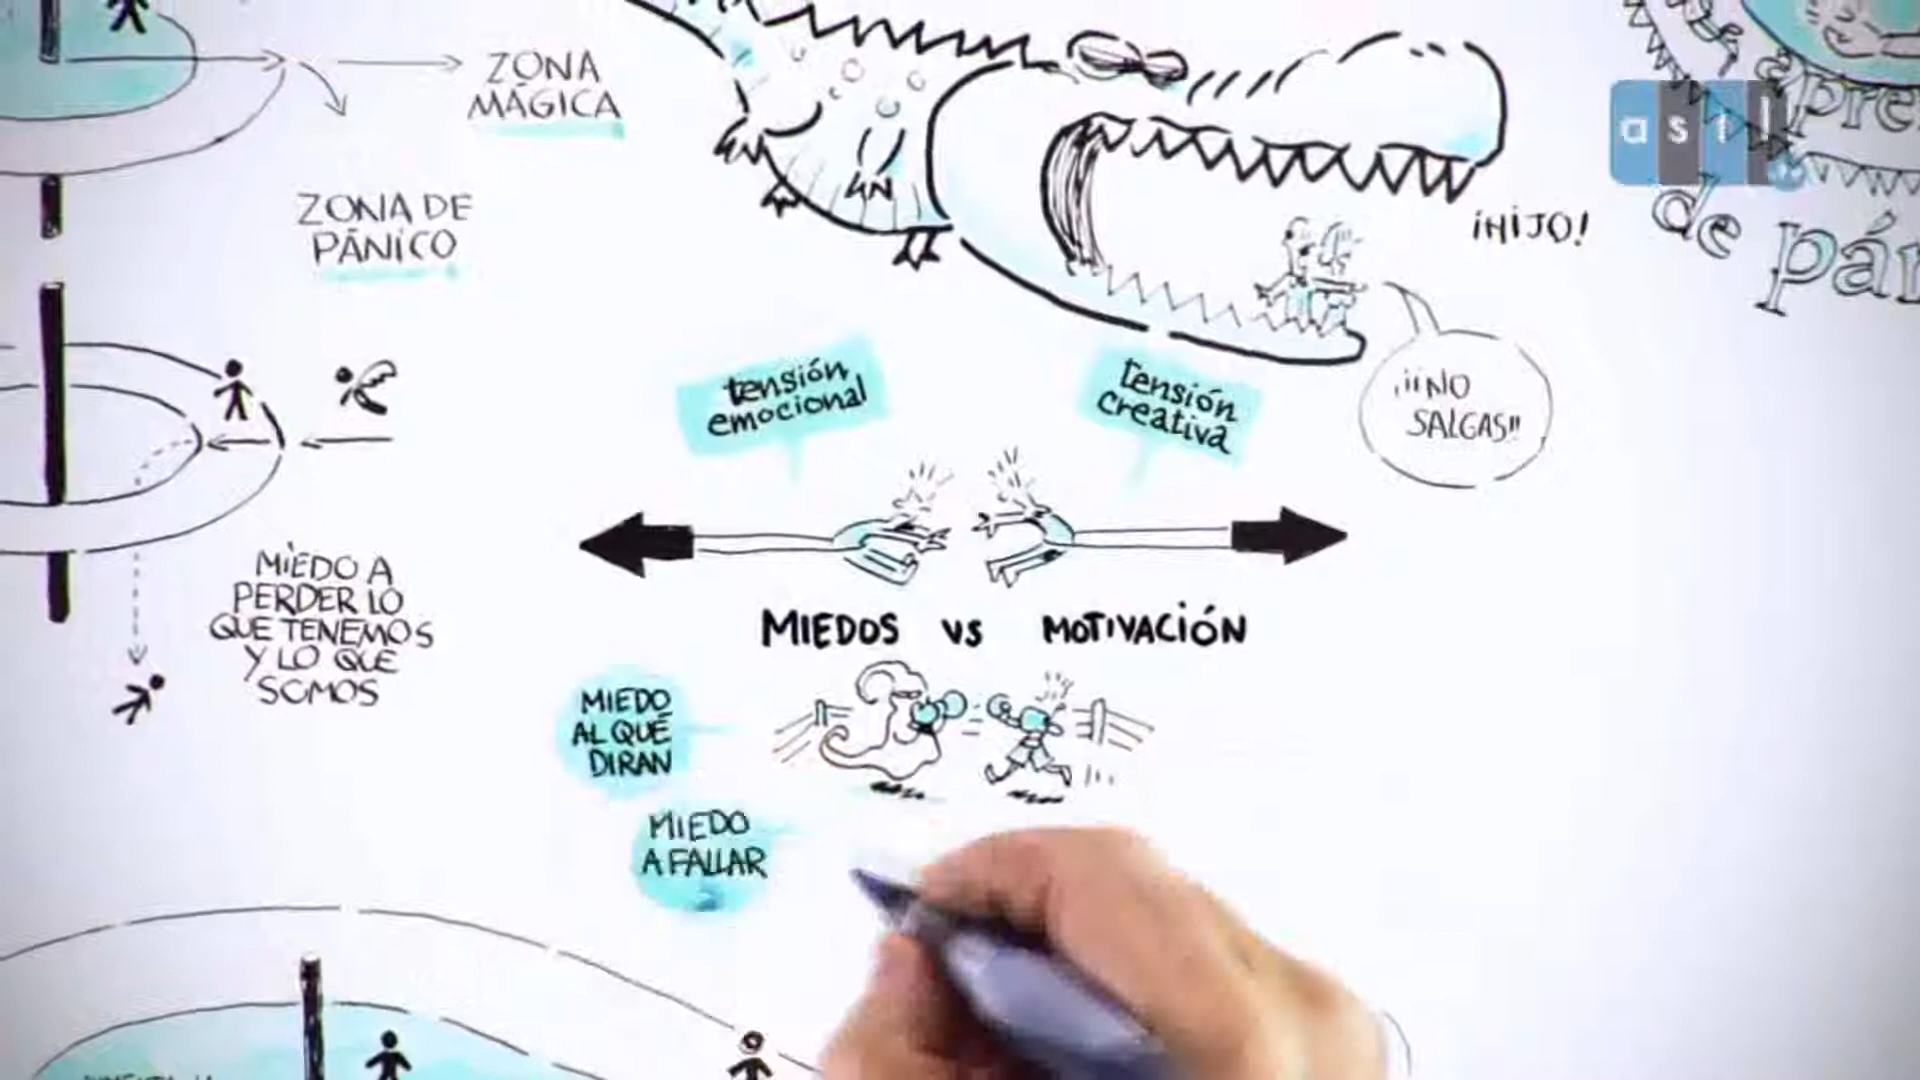 ZONA
MÁGICA
ZONA DE
PÁNICO
asIL
¡HIJO!
de pán
tensión
emocional
tensión
creativa
¡¡NO
SALGAS!!
MIEDO A
PERDER LO
QUE TENEMOS
Y LO QUE
SOMOS
MIEDOS vs MOTIVACIÓN
MIEDO
AL QUÉ
DIRAN
MIEDO
A FALLAR